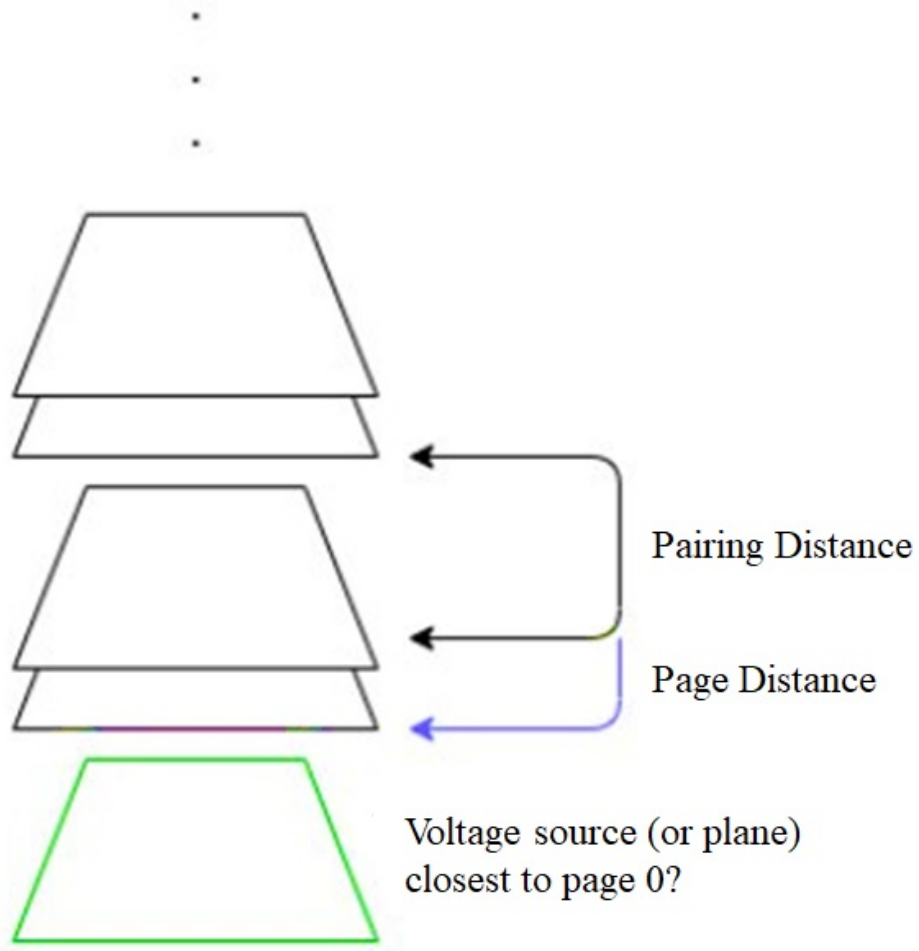 Pairing Distance
Page Distance
Voltage source (or plane)
closest to page 0?